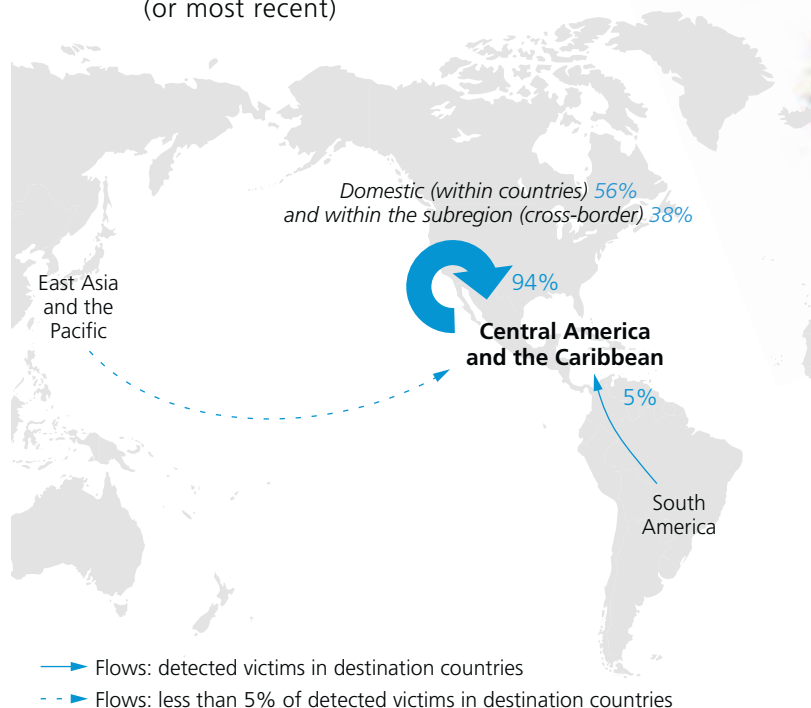 (or most recent)
Domestic (within countries) 56%
and within the subregion (cross-border) 38%
East Asia
and the
Pacific
94%
Central America
and the Caribbean
5%
South
America
Flows: detected victims in destination countries
Flows: less than 5% of detected victims in destination countries